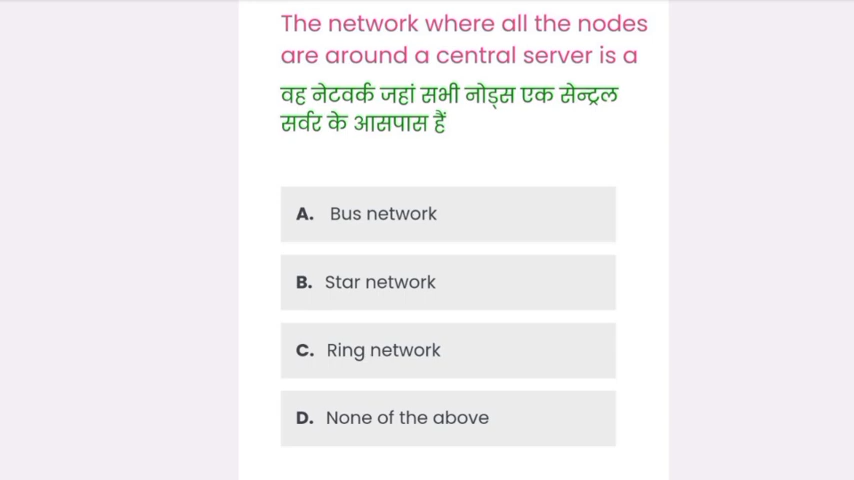 The network where all the nodes
are around a central server is a
वह नेटवर्क जहां सभी नोड्स एक सेन्ट्रल
सर्वर के आसपास हैं
A. Bus network
B. Star network
C. Ring network
D. None of the above